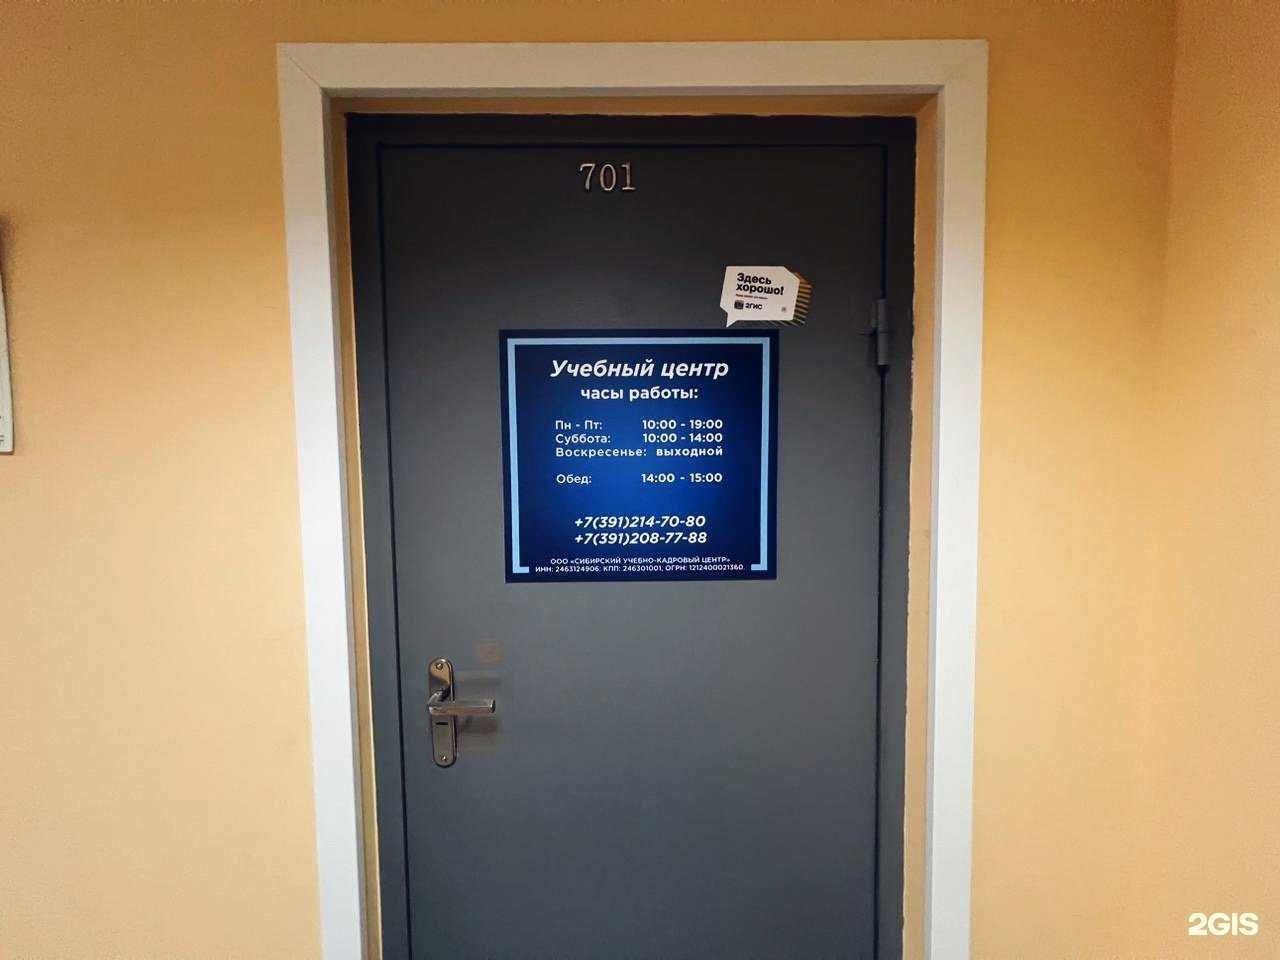 701
Здесь
хорошо!
2ГИС
Учебный центр
часы работы:
Пн - Пт: 10:00 - 19:00
Суббота: 10:00 - 14:00
Воскресенье: выходной
Обед: 14:00 - 15:00
+7(391)214-70-80
+7(391)208-77-88
ООО «СИБИРСКИЙ УЧЕБНО-КАДРОВЫЙ ЦЕНТР»
ИНН: 2463124906; КПП: 246301001, ОГРН: 1212400021360.
2GIS